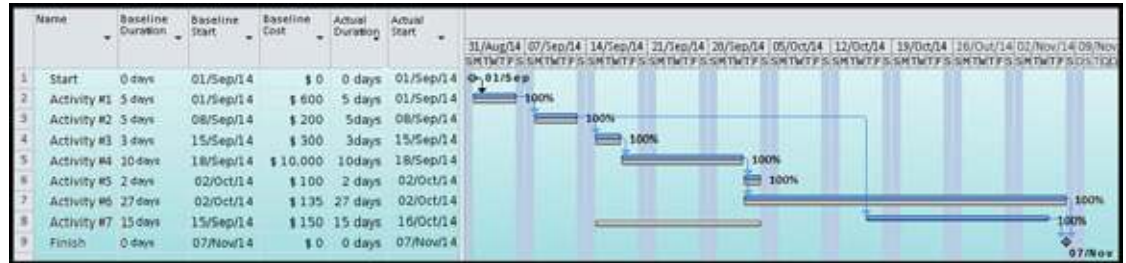 Name Baseline Duration Baseline Start Baseline Cost Actual Duration Actual Start
31/Aug/14 07/Sep/14 14/Sep/14 21/Sep/14 28/Sep/14 05/Oct/14 12/Oct/14 19/Oct/14 26/Out/14 02/Nov/14 09/Nov
1 Start 0 days 01/Sep/14 $ 0 0 days 01/Sep/14 01/Sep
2 Activity #1 5 days 01/Sep/14 $ 600 5 days 01/Sep/14 100%
3 Activity #2 5 days 08/Sep/14 $ 200 5days 08/Sep/14 100%
4 Activity #3 3 days 15/Sep/14 $ 300 3days 15/Sep/14 100%
5 Activity #4 10 days 18/Sep/14 $ 10,000 10days 18/Sep/14 100%
6 Activity #5 2 days 02/Oct/14 $ 100 2 days 02/Oct/14 100%
7 Activity #6 27 days 02/Oct/14 $ 135 27 days 02/Oct/14 100%
8 Activity #7 15 days 15/Sep/14 $ 150 15 days 16/Oct/14 100%
9 Finish 0 days 07/Nov/14 $ 0 0 days 07/Nov/14
07/Nov